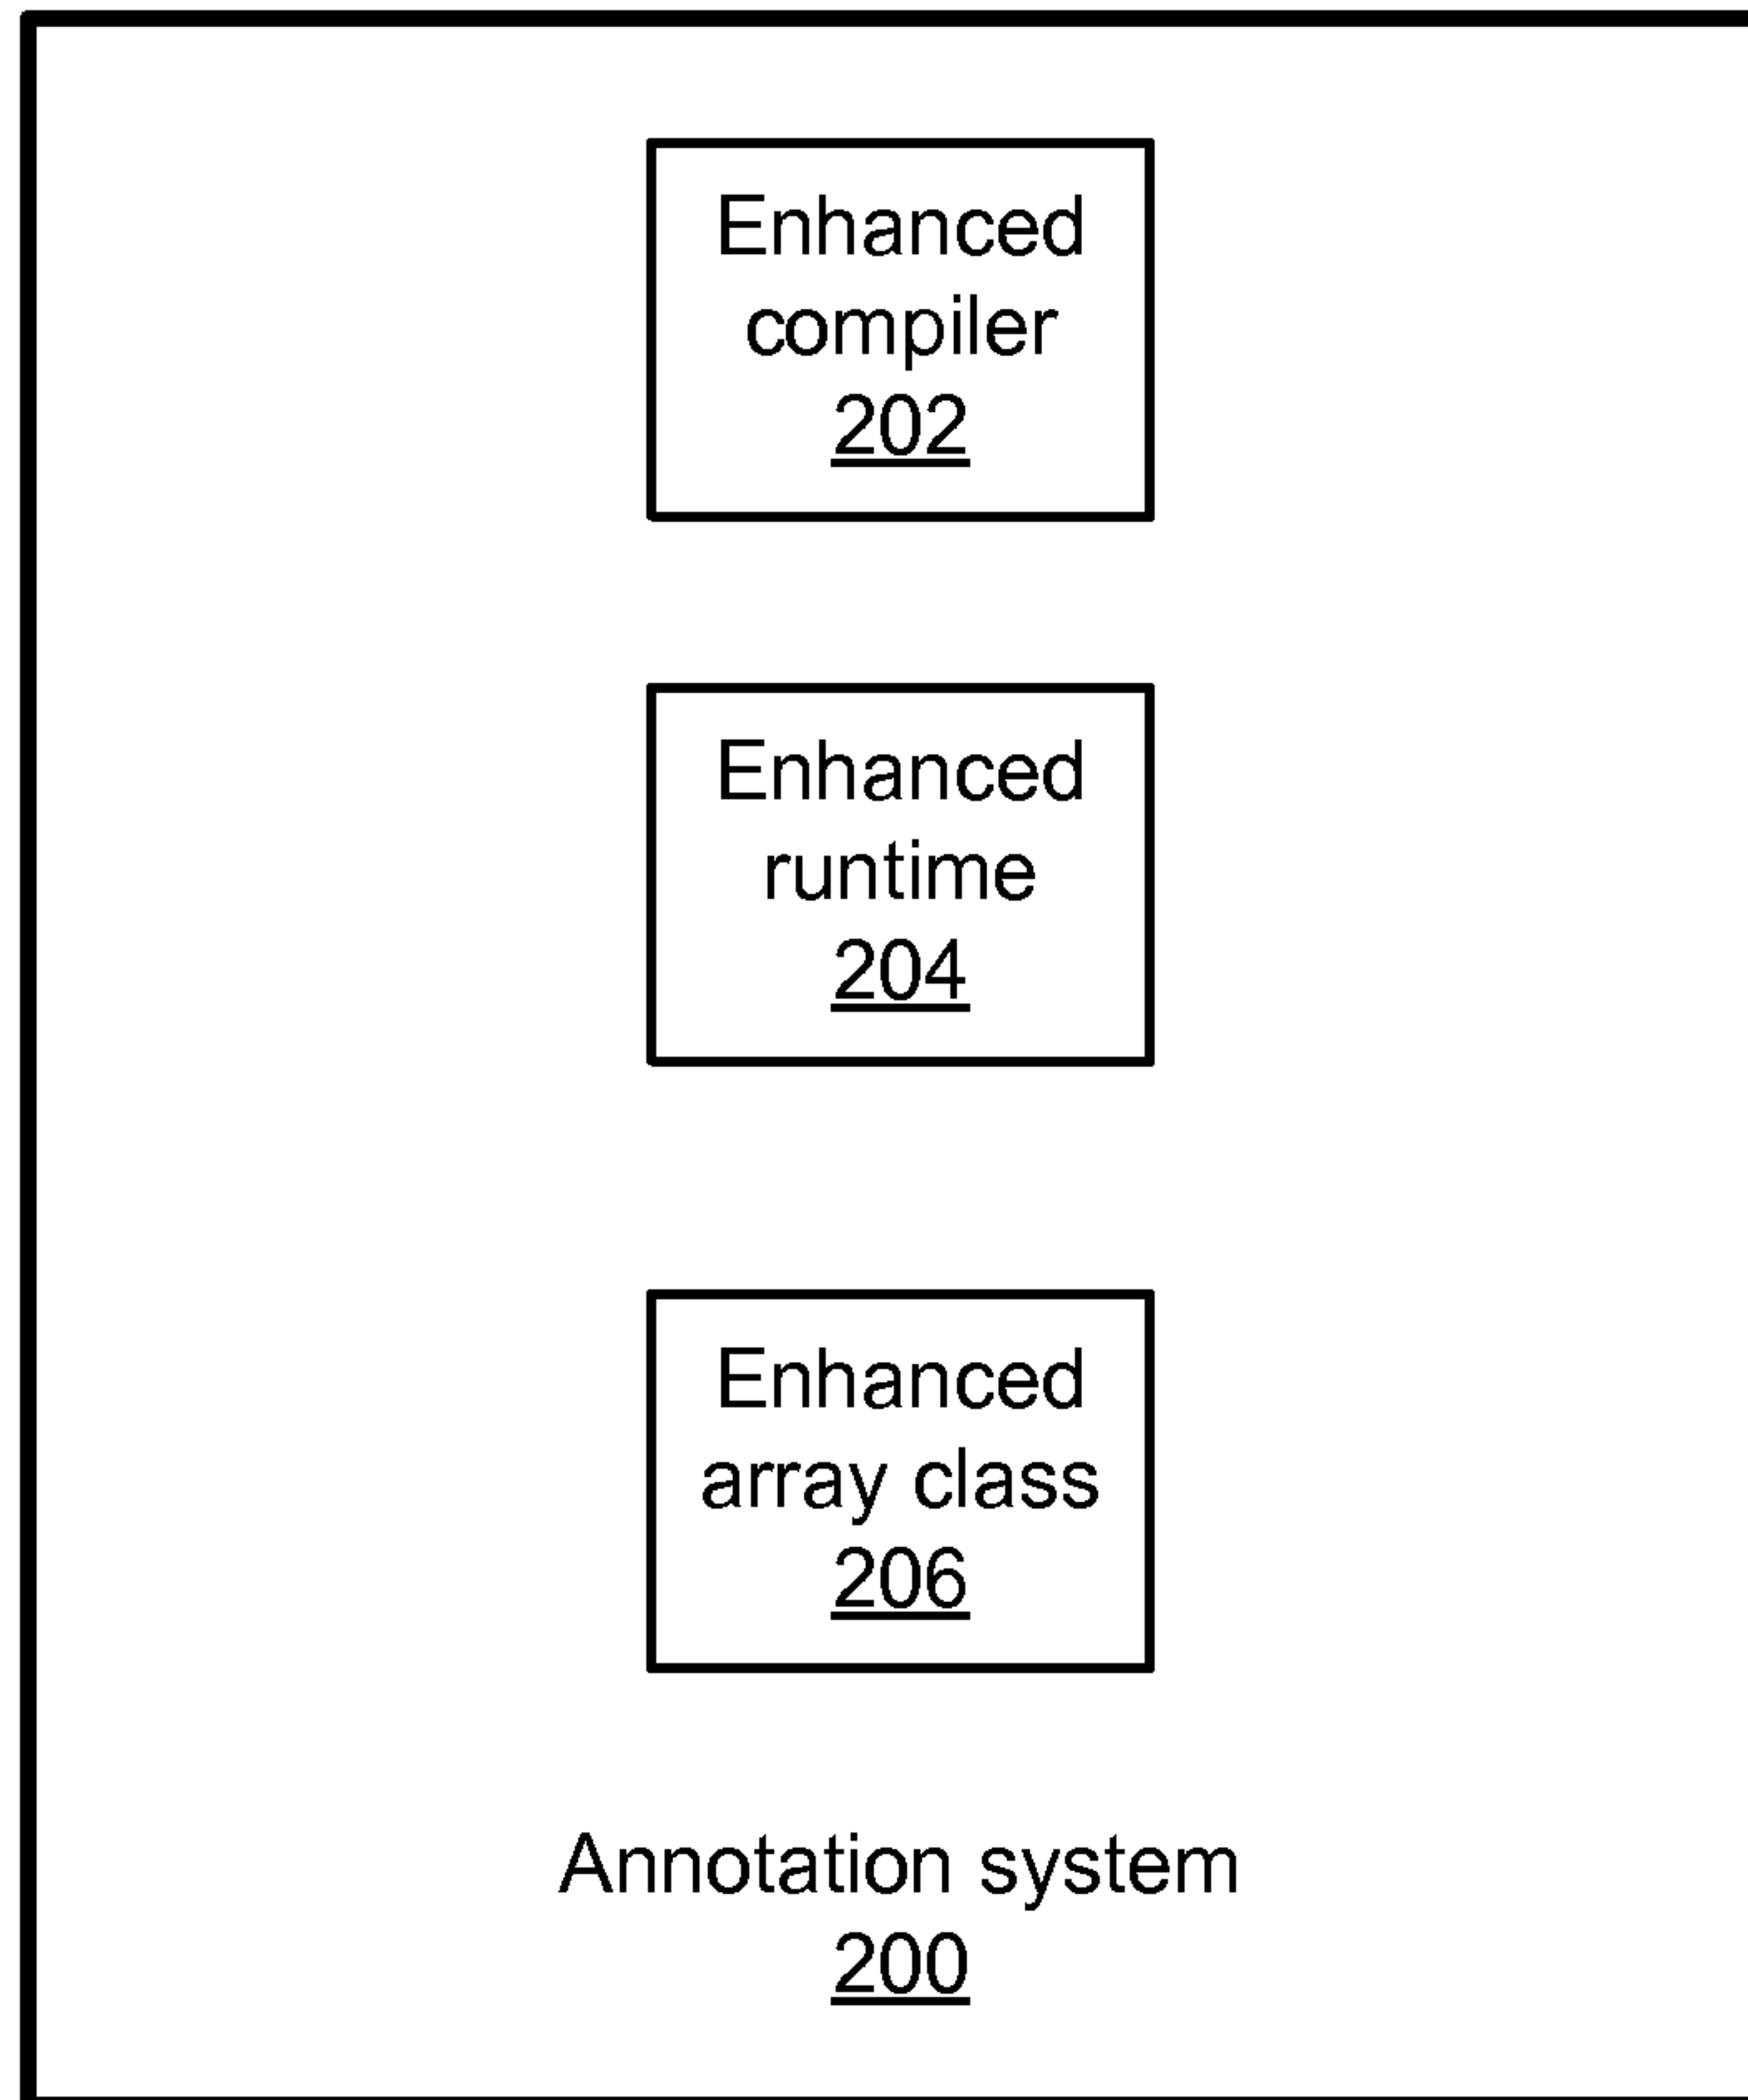 Enhanced
compiler
202
Enhanced
runtime
204
Enhanced
array class
206
Annotation system
200